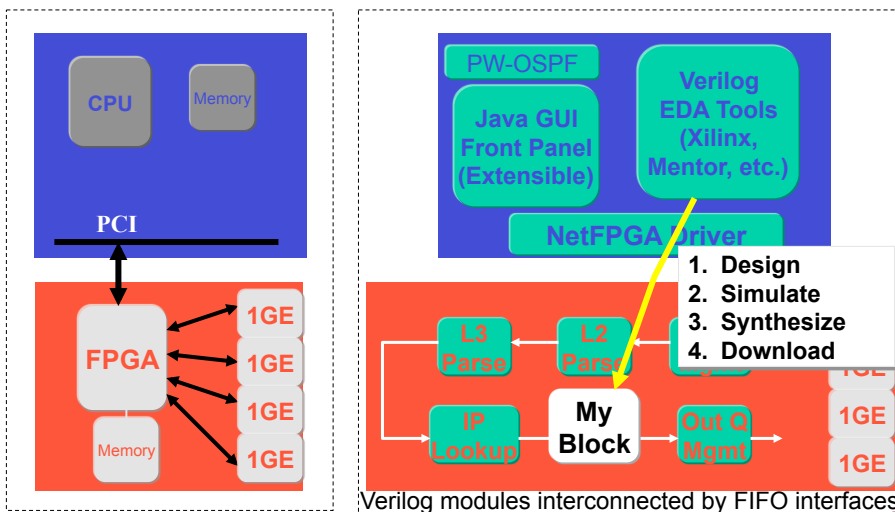 CPU
Memory
PCI
FPGA
1GE
1GE
1GE
1GE
Memory
PW-OSPF
Java GUI
Front Panel
(Extensible)
Verilog
EDA Tools
(Xilinx,
Mentor, etc.)
NetFPGA Driver
1. Design
2. Simulate
3. Synthesize
4. Download
L3
Parse
L2
Parse
1GE
1GE
1GE
IP
Lookup
My
Block
Out Q
Mgmt
Verilog modules interconnected by FIFO interfaces